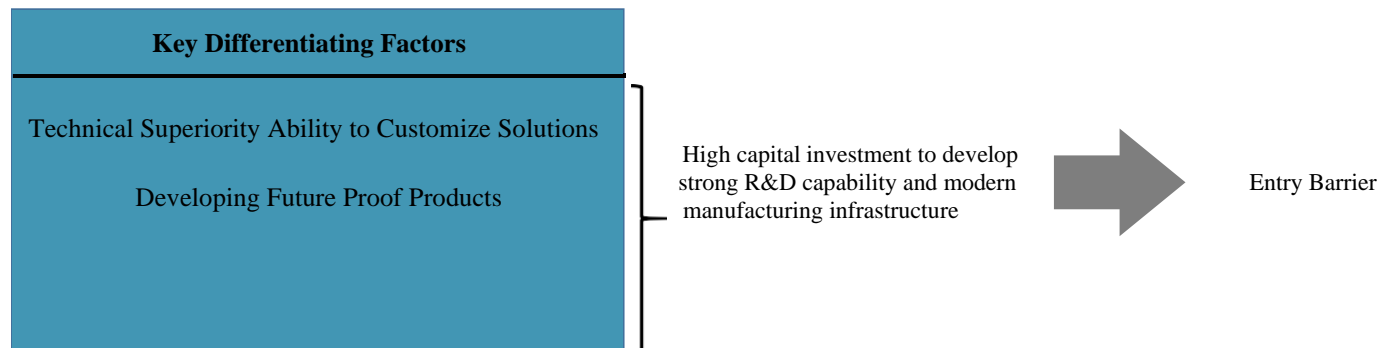 Key Differentiating Factors
Technical Superiority Ability to Customize Solutions
Developing Future Proof Products
High capital investment to develop
strong R&D capability and modern
manufacturing infrastructure
Entry Barrier